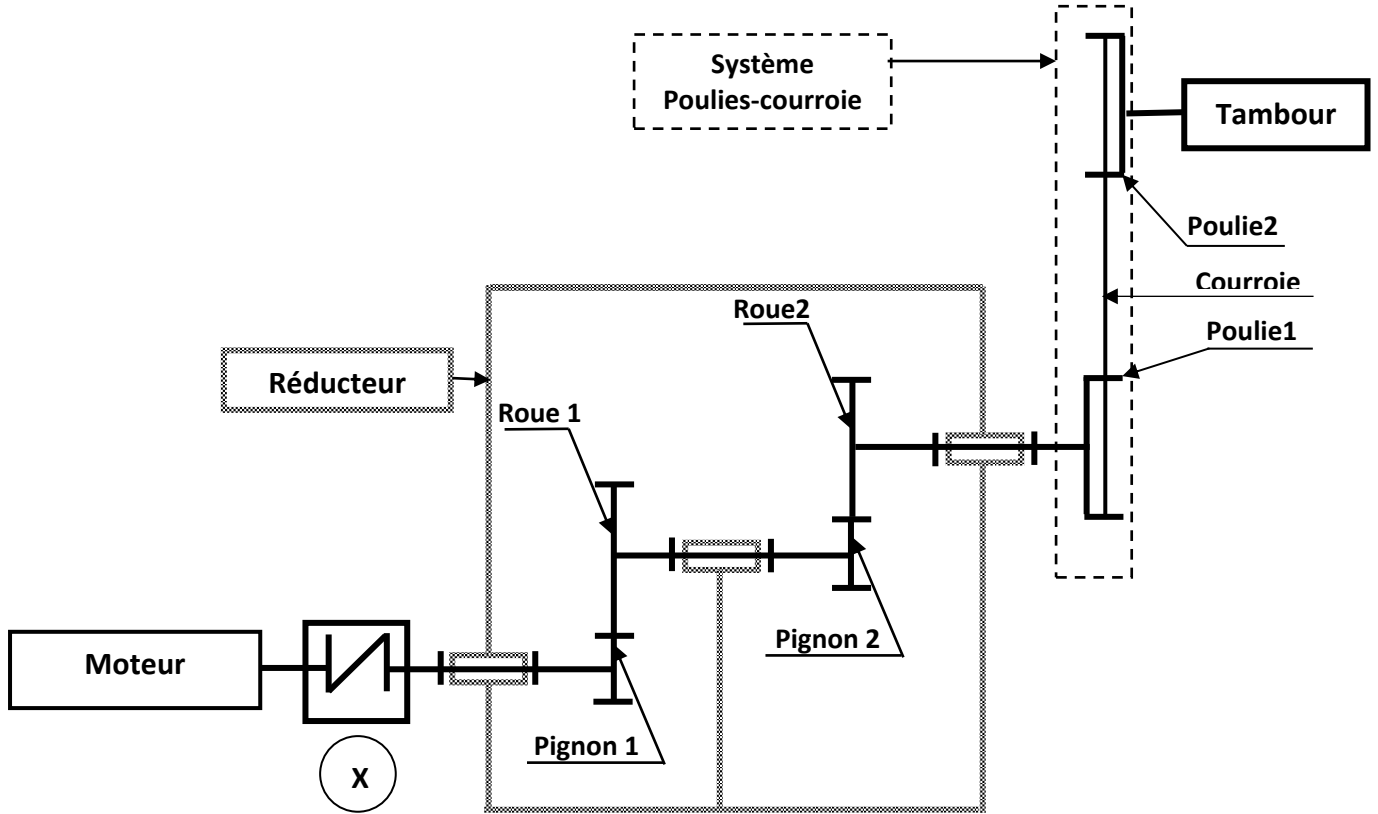 Système
Poulies-courroie
Tambour
Poulie2
Courroie
Poulie1
Roue2
Réducteur
Roue 1
Pignon 2
Moteur
Pignon 1
X